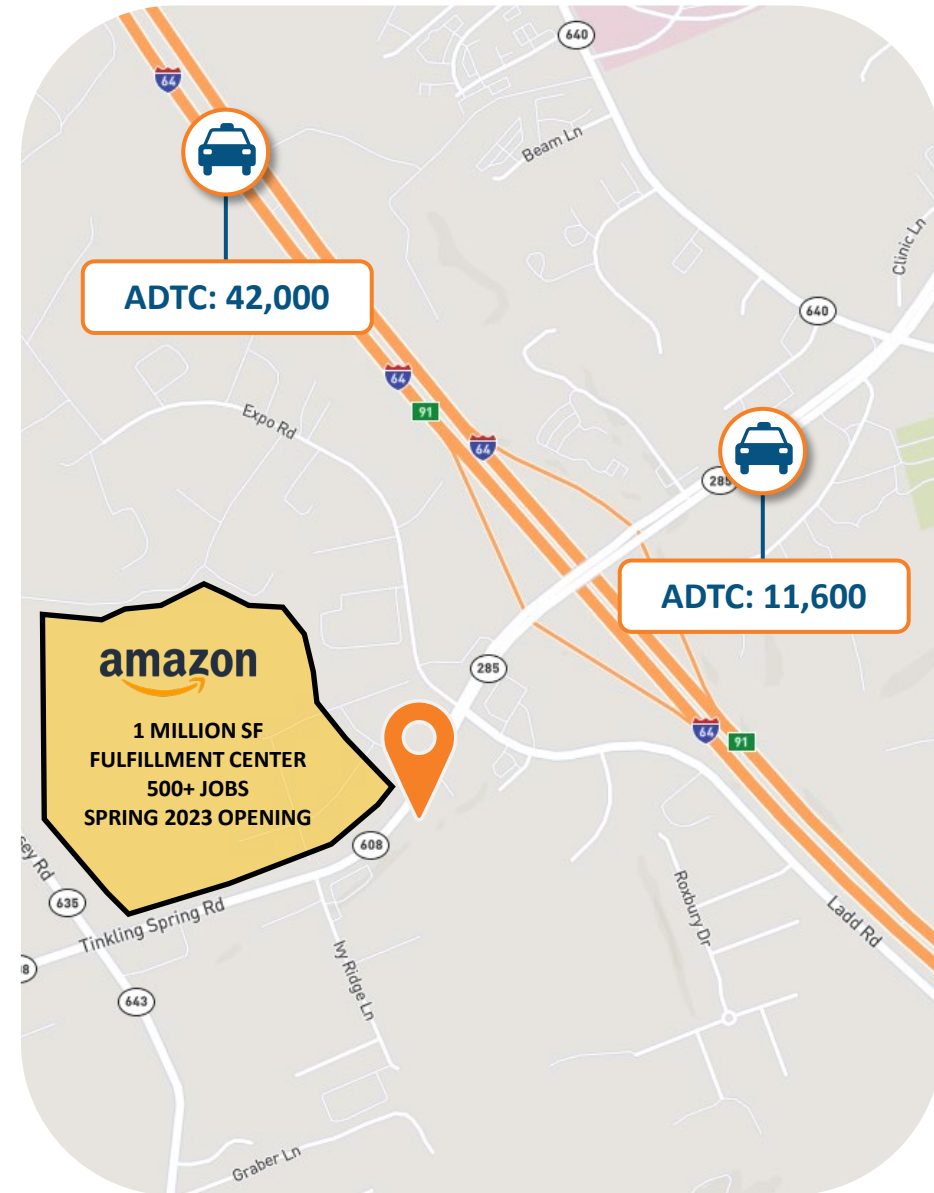 640
64
Beam Ln
Clinic Ln
ADTC: 42,000
640
64
91
Expo Rd
64
285
ADTC: 11,600
amazon
285
1 MILLION SF
FULFILLMENT CENTER
500+ JOBS
SPRING 2023 OPENING
64
91
608
Rd
635
Tinkling Spring Rd
Roxbury Dr
Ladd Rd
Ivy Ridge Ln
643
Graber Ln